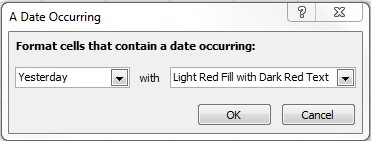 A Date Occurring
Format cells that contain a date occurring:
Yesterday with Light Red Fill with Dark Red Text
OK Cancel